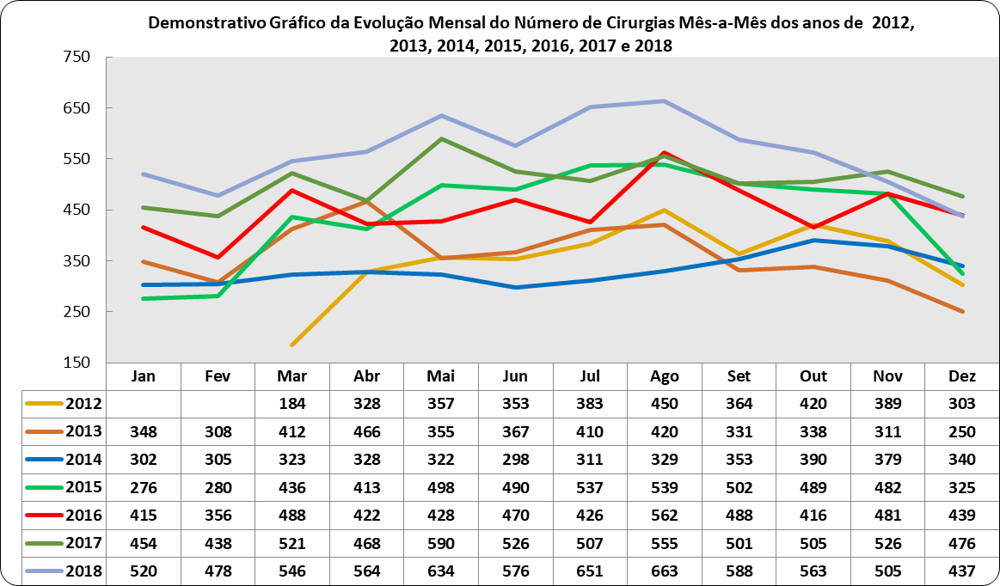 Demonstrativo Gráfico da Evolução Mensal do Número de Cirurgias Mês-a-Mês dos anos de 2012,
2013, 2014, 2015, 2016, 2017 e 2018
750
650
550
450
350
250
150
Jan Fev Mar Abr Mai Jun Jul Ago Set Out Nov Dez
2012 184 328 357 353 383 450 364 420 389 303
2013 348 308 412 466 355 367 410 420 331 338 311 250
2014 302 305 323 328 322 298 311 329 353 390 379 340
2015 276 280 436 413 498 490 537 539 502 489 482 325
2016 415 356 488 422 428 470 426 562 488 416 481 439
2017 454 438 521 468 590 526 507 555 501 505 526 476
2018 520 478 546 564 634 576 651 663 588 563 505 437